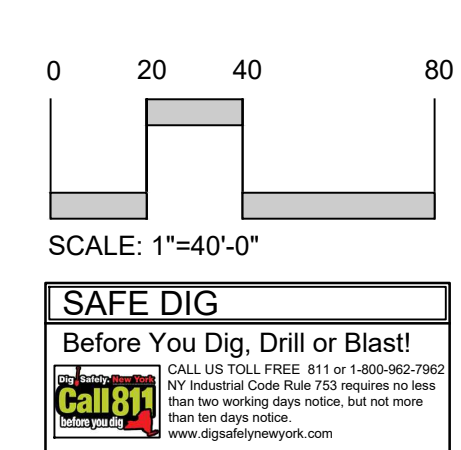 0 20 40 80
SCALE: 1"=40'-0"
SAFE DIG
Before You Dig, Drill or Blast!
Dig Safely. New York
Call 811
before you dig
CALL US TOLL FREE 811 or 1-800-962-7962
NY Industrial Code Rule 753 requires no less
than two working days notice, but not more
than ten days notice.
www.digsafelynewyork.com